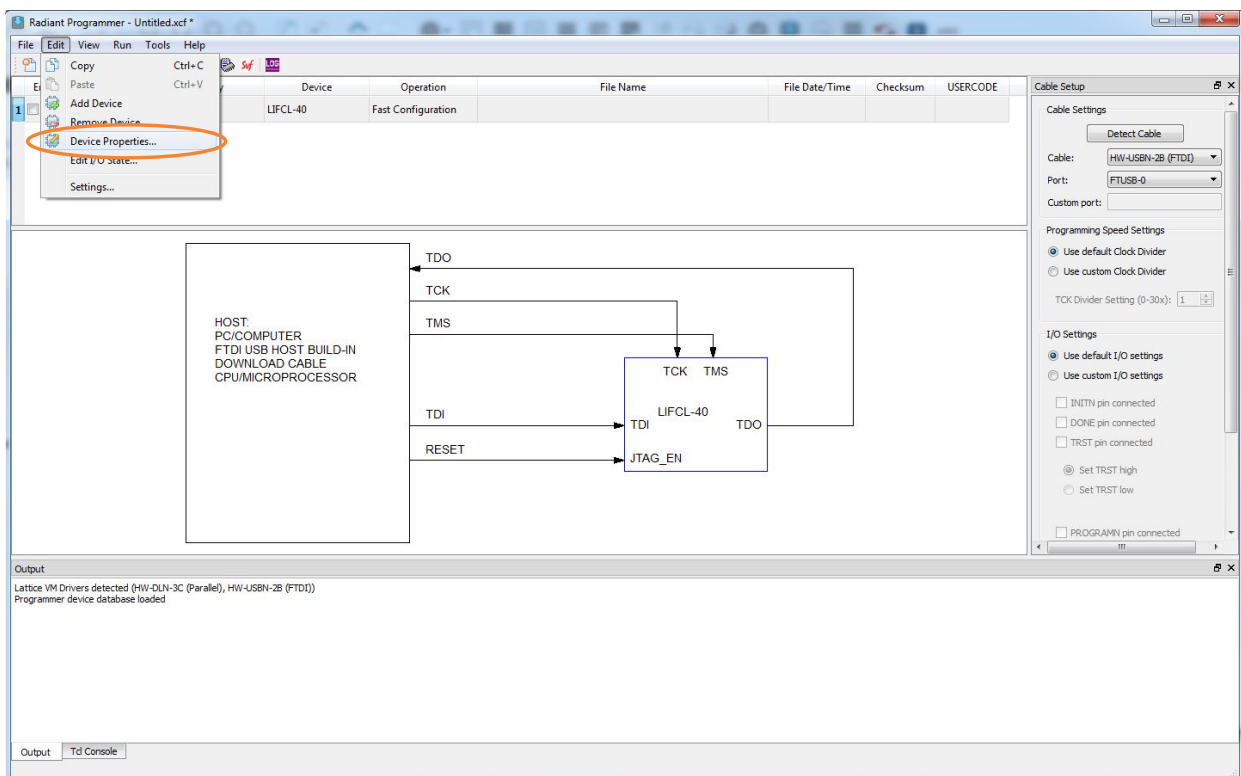 Radiant Programmer - Untitled.xcf *
File Edit View Run Tools Help
Copy Ctrl+C
Svf LOG
Paste Ctrl+V
Add Device
Remove Device
Device Properties...
Edit I/O State...
Settings...
Device Operation File Name File Date/Time Checksum USERCODE
1 LIFCL-40 Fast Configuration
TDO
TCK
TMS
HOST:
PC/COMPUTER
FTDI USB HOST BUILD-IN
DOWNLOAD CABLE
CPU/MICROPROCESSOR
TCK TMS
LIFCL-40
TDI
TDI TDO
RESET
JTAG_EN
Cable Setup
Cable Settings
Detect Cable
Cable: HW-USBN-2B (FTDI)
Port: FTUSB-0
Custom port:
Programming Speed Settings
Use default Clock Divider
Use custom Clock Divider
TCK Divider Setting (0-30x): 1
I/O Settings
Use default I/O settings
Use custom I/O settings
INITN pin connected
DONE pin connected
TRST pin connected
Set TRST high
Set TRST low
PROGRAMN pin connected
Output
Lattice VM Drivers detected (HW-DLN-3C (Parallel), HW-USBN-2B (FTDI))
Programmer device database loaded
Output Tcl Console